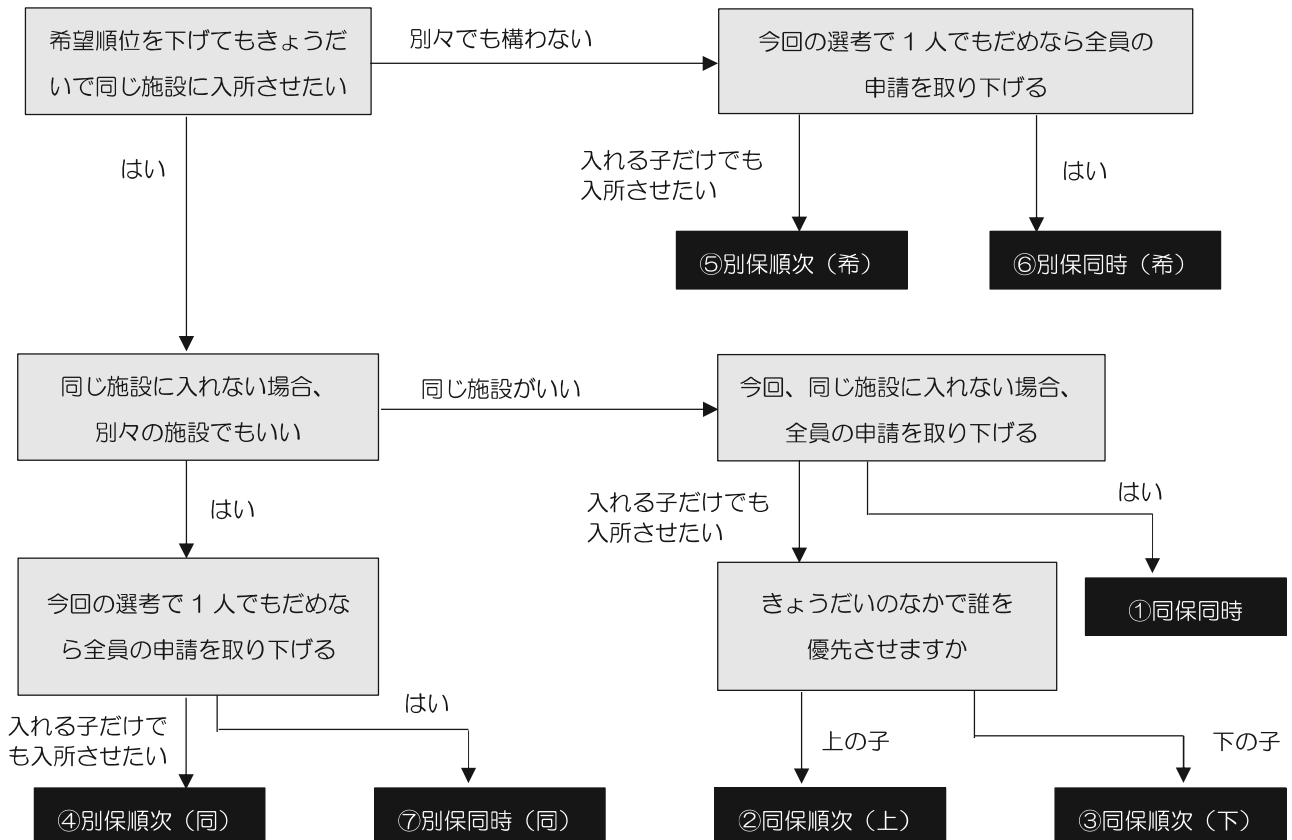 希望順位を下げてもきょうだ
いで同じ施設に入所させたい
別々でも構わない
今回の選考で 1 人でもだめなら全員の
申請を取り下げる
はい
入れる子だけでも
入所させたい
はい
⑤別保順次（希）
⑥別保同時（希）
同じ施設に入れない場合、
別々の施設でもいい
同じ施設がいい
今回、同じ施設に入れない場合、
全員の申請を取り下げる
はい
入れる子だけでも
入所させたい
はい
今回の選考で 1 人でもだめな
ら全員の申請を取り下げる
きょうだいのなかで誰を
優先させますか
①同保同時
入れる子だけで
も入所させたい
はい
上の子
下の子
④別保順次（同）
⑦別保同時（同）
②同保順次（上）
③同保順次（下）